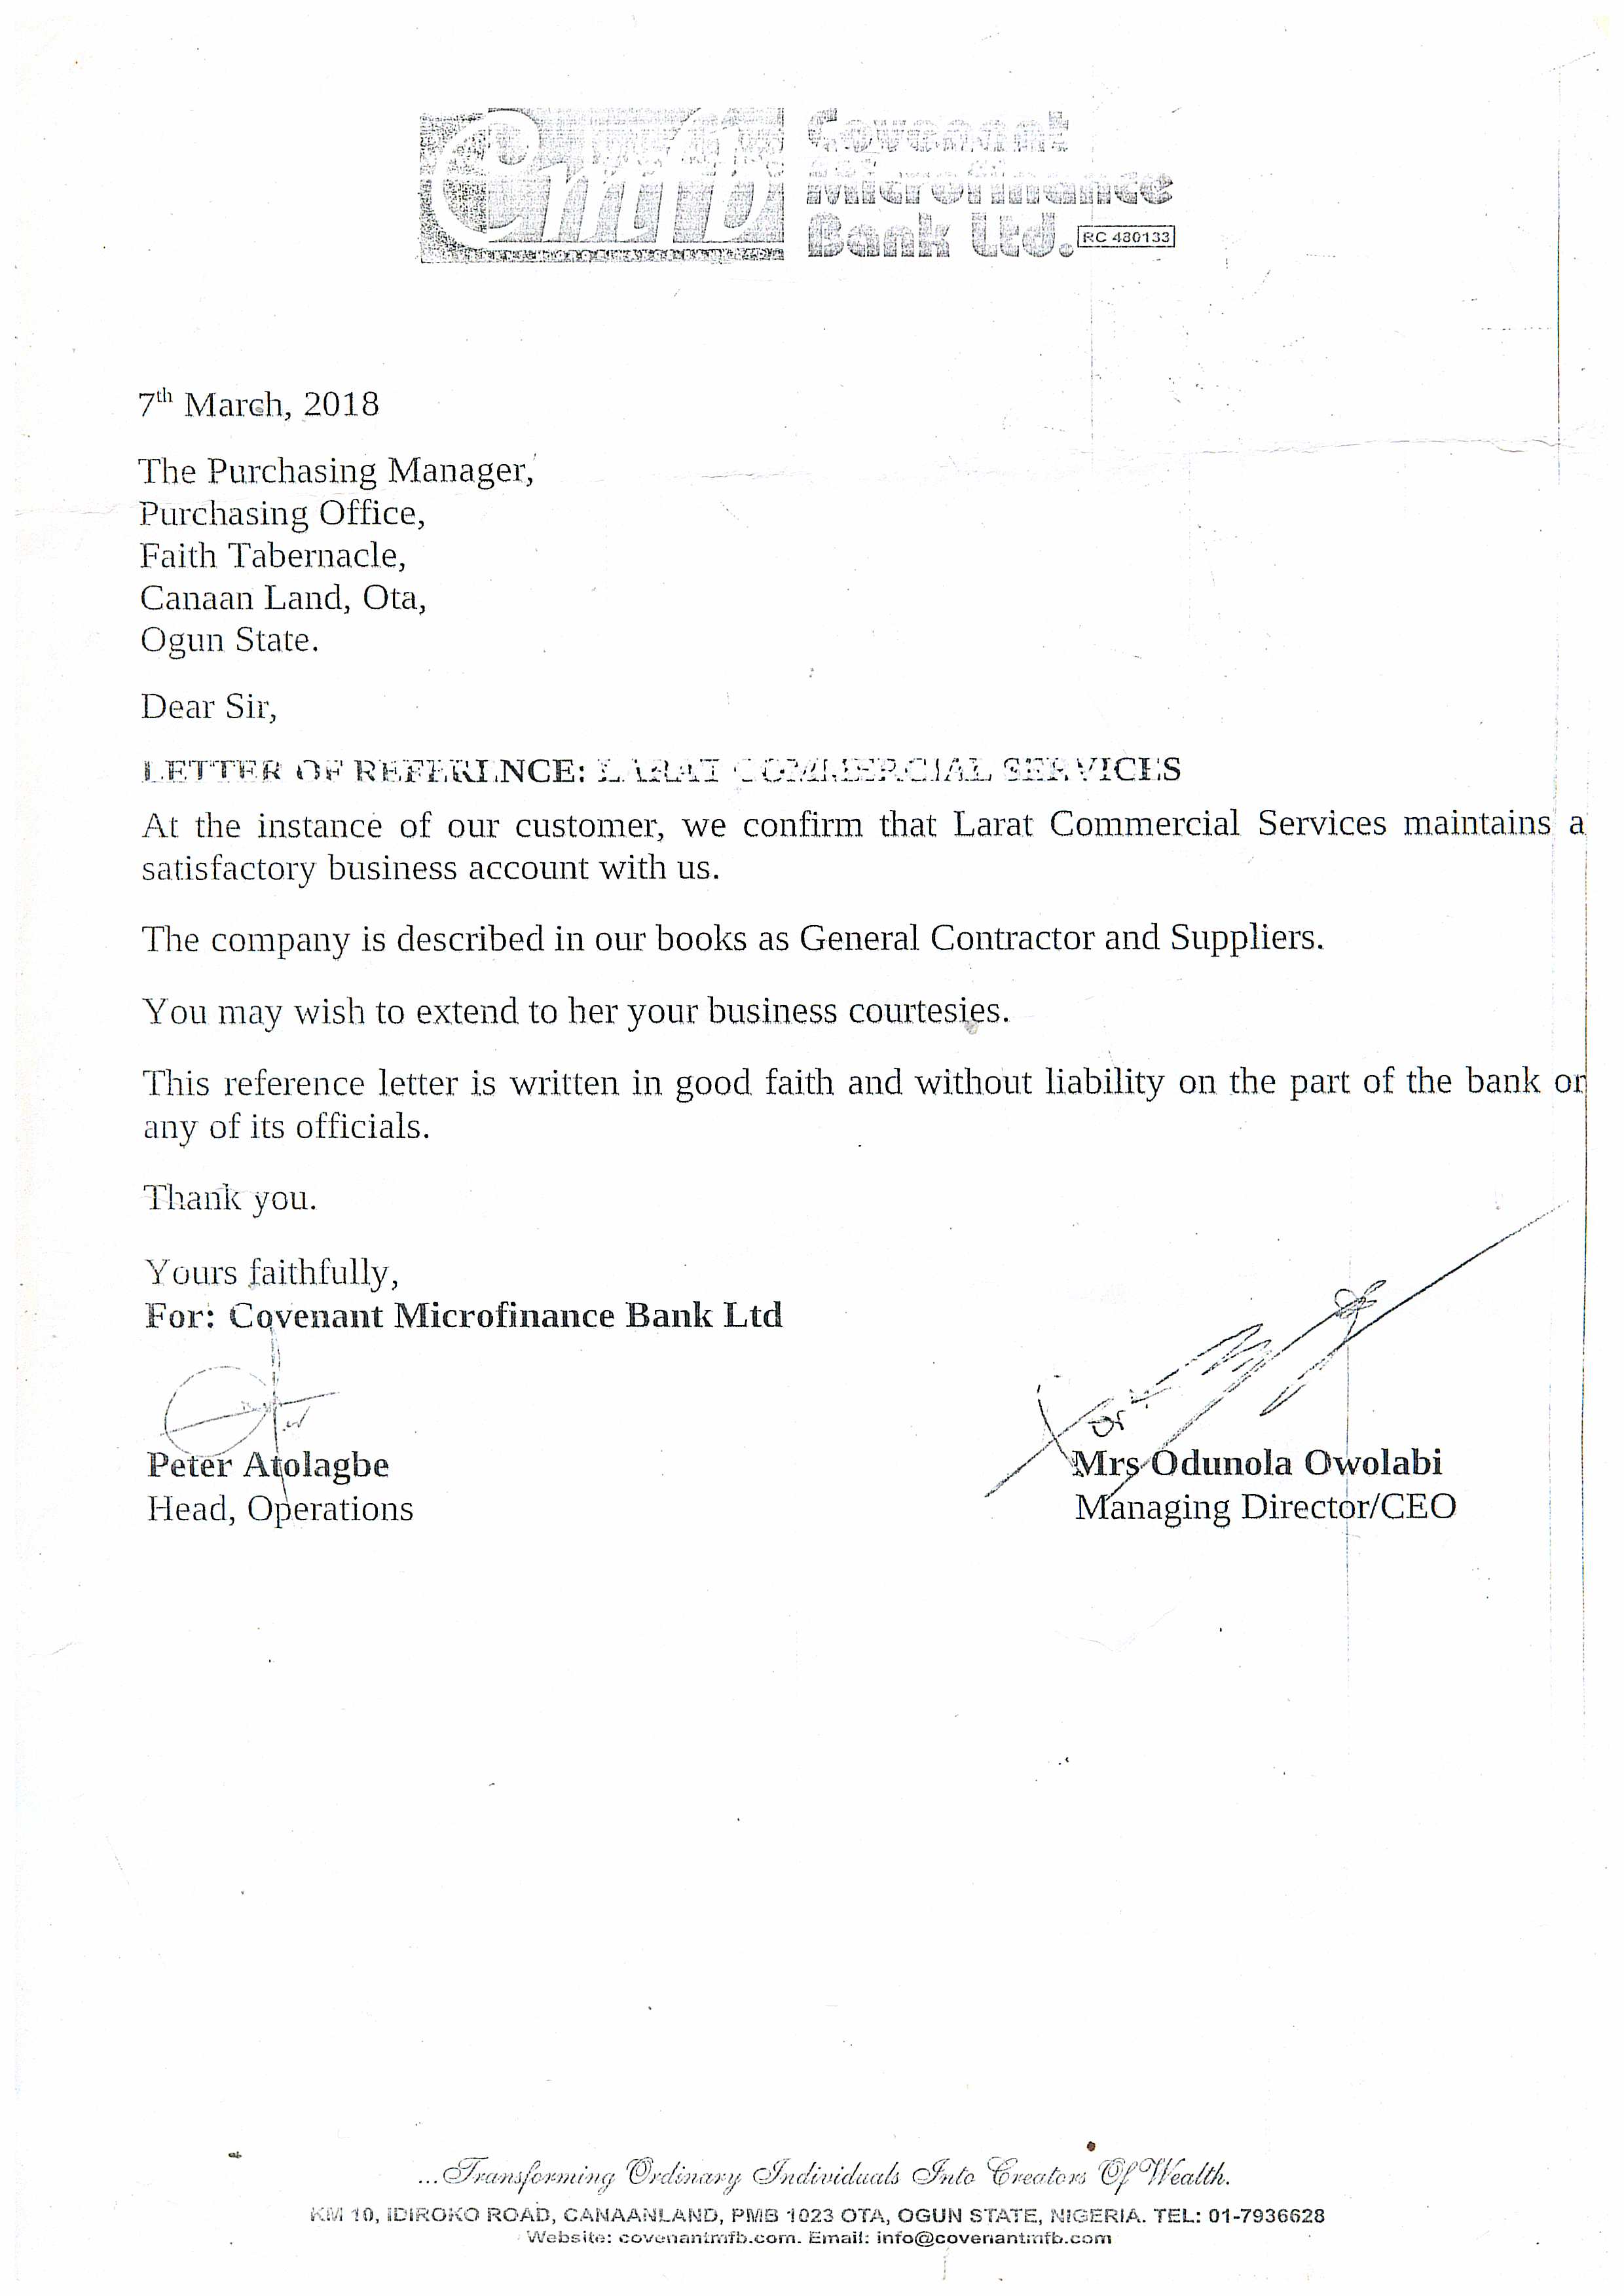 Cmfb
Covenant
Microfinance
Bank Ltd. RC 480133
7th March, 2018
The Purchasing Manager,
Purchasing Office,
Faith Tabernacle,
Canaan Land, Ota,
Ogun State.
Dear Sir,
LETTER OF REFERENCE: LARAT COMMERCIAL SERVICES
At the instance of our customer, we confirm that Larat Commercial Services maintains a
satisfactory business account with us.
The company is described in our books as General Contractor and Suppliers.
You may wish to extend to her your business courtesies.
This reference letter is written in good faith and without liability on the part of the bank or
any of its officials.
Thank you.
Yours faithfully,
For: Covenant Microfinance Bank Ltd
Peter Atolagbe
Head, Operations
Mrs Odunola Owolabi
Managing Director/CEO
...Transforming Ordinary Individuals Into Creators Of Wealth.
KM 10, IDIROKO ROAD, CANAANLAND, PMB 1023 OTA, OGUN STATE, NIGERIA. TEL: 01-7936628
Website: covenantmfb.com. Email: info@covenantmfb.com